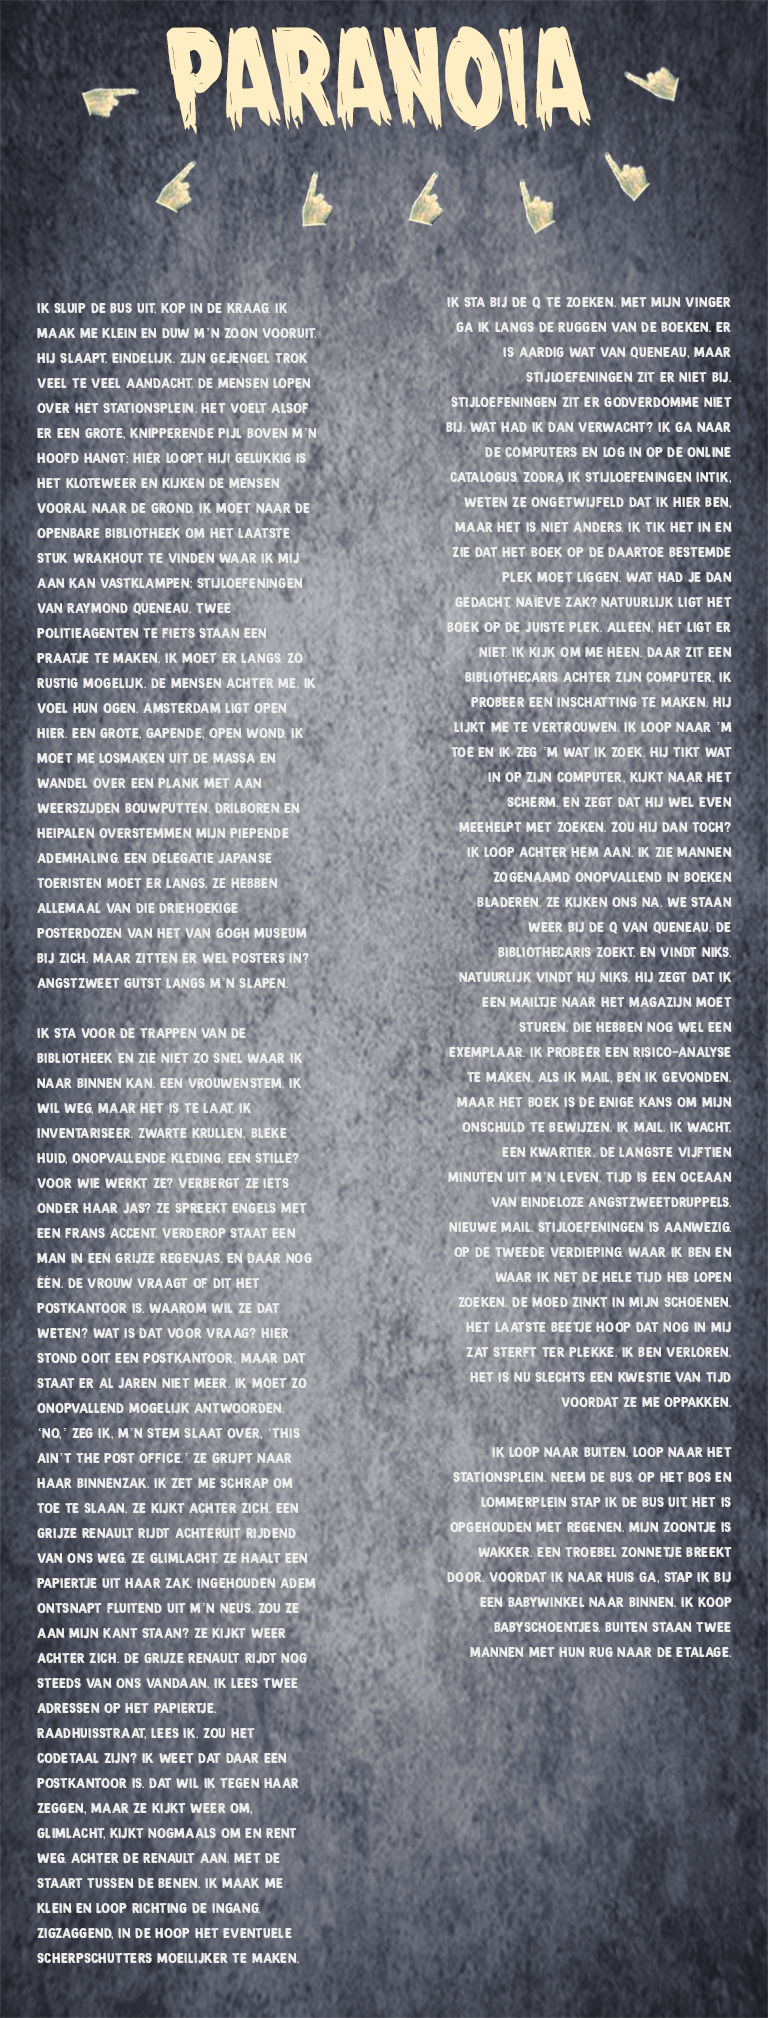 PARANOIA
IK SLUIP DE BUS UIT. KOP IN DE KRAAG. IK
MAAK ME KLEIN EN DUW M'N ZOON VOORUIT.
HIJ SLAAPT. EINDELIJK. ZIJN GEJENGEL TROK
VEEL TE VEEL AANDACHT. DE MENSEN LOPEN
OVER HET STATIONSPLEIN. HET VOELT ALSOF
ER EEN GROTE, KNIPPERENDE PIJL BOVEN M'N
HOOFD HANGT: HIER LOOPT HIJ! GELUKKIG IS
HET KLOTEWEER EN KIJKEN DE MENSEN
VOORAL NAAR DE GROND. IK MOET NAAR DE
OPENBARE BIBLIOTHEEK OM HET LAATSTE
STUK WRAKHOUT TE VINDEN WAAR IK MIJ
AAN KAN VASTKLAMPEN: STIJLOEFENINGEN
VAN RAYMOND QUENEAU. TWEE
POLITIEAGENTEN TE FIETS STAAN EEN
PRAATJE TE MAKEN. IK MOET ER LANGS. ZO
RUSTIG MOGELIJK. DE MENSEN ACHTER ME. IK
VOEL HUN OGEN. AMSTERDAM LIGT OPEN
HIER. EEN GROTE, GAPENDE, OPEN WOND. IK
MOET ME LOSMAKEN UIT DE MASSA EN
WANDEL OVER EEN PLANK MET AAN
WEERSZIJDEN BOUWPUTTEN. DRILBOREN EN
HEIPALEN OVERSTEMMEN MIJN PIEPENDE
ADEMHALING. EEN DELEGATIE JAPANSE
TOERISTEN MOET ER LANGS. ZE HEBBEN
ALLEMAAL VAN DIE DRIEHOEKIGE
POSTERDOZEN VAN HET VAN GOGH MUSEUM
BIJ ZICH. MAAR ZITTEN ER WEL POSTERS IN?
ANGSTZWEET GUTST LANGS M'N SLAPEN.

IK STA VOOR DE TRAPPEN VAN DE
BIBLIOTHEEK EN ZIE NIET ZO SNEL WAAR IK
NAAR BINNEN KAN. EEN VROUWENSTEM. IK
WIL WEG, MAAR HET IS TE LAAT. IK
INVENTARISEER. ZWARTE KRULLEN, BLEKE
HUID, ONOPVALLENDE KLEDING. EEN STILLE?
VOOR WIE WERKT ZE? VERBERGT ZE IETS
ONDER HAAR JAS? ZE SPREEKT ENGELS MET
EEN FRANS ACCENT. VERDEROP STAAT EEN
MAN IN EEN GRIJZE REGENJAS. EN DAAR NOG
ÉÉN. DE VROUW VRAAGT OF DIT HET
POSTKANTOOR IS. WAAROM WIL ZE DAT
WETEN? WAT IS DAT VOOR VRAAG? HIER
STOND OOIT EEN POSTKANTOOR, MAAR DAT
STAAT ER AL JAREN NIET MEER. IK MOET ZO
ONOPVALLEND MOGELIJK ANTWOORDEN.
'NO,' ZEG IK, M'N STEM SLAAT OVER, 'THIS
AIN'T THE POST OFFICE.' ZE GRIJPT NAAR
HAAR BINNENZAK. IK ZET ME SCHRAP OM
TOE TE SLAAN. ZE KIJKT ACHTER ZICH. EEN
GRIJZE RENAULT RIJDT ACHTERUIT RIJDEND
VAN ONS WEG. ZE GLIMLACHT. ZE HAALT EEN
PAPIERTJE UIT HAAR ZAK. INGEHOUDEN ADEM
ONTSNAPT FLUITEND UIT M'N NEUS. ZOU ZE
AAN MIJN KANT STAAN? ZE KIJKT WEER
ACHTER ZICH. DE GRIJZE RENAULT RIJDT NOG
STEEDS VAN ONS VANDAAN. IK LEES TWEE
ADRESSEN OP HET PAPIERTJE.
RAADHUISSTRAAT, LEES IK. ZOU HET
CODETAAL ZIJN? IK WEET DAT DAAR EEN
POSTKANTOOR IS. DAT WIL IK TEGEN HAAR
ZEGGEN, MAAR ZE KIJKT WEER OM,
GLIMLACHT, KIJKT NOGMAALS OM EN RENT
WEG. ACHTER DE RENAULT AAN. MET DE
STAART TUSSEN DE BENEN. IK MAAK ME
KLEIN EN LOOP RICHTING DE INGANG.
ZIGZAGGEND, IN DE HOOP HET EVENTUELE
SCHERPSCHUTTERS MOEILIJKER TE MAKEN.

IK STA BIJ DE Q TE ZOEKEN. MET MIJN VINGER
GA IK LANGS DE RUGGEN VAN DE BOEKEN. ER
IS AARDIG WAT VAN QUENEAU, MAAR
STIJLOEFENINGEN ZIT ER NIET BIJ.
STIJLOEFENINGEN ZIT ER GODVERDOMME NIET
BIJ. WAT HAD IK DAN VERWACHT? IK GA NAAR
DE COMPUTERS EN LOG IN OP DE ONLINE
CATALOGUS. ZODRA IK STIJLOEFENINGEN INTIK,
WETEN ZE ONGETWIJFELD DAT IK HIER BEN,
MAAR HET IS NIET ANDERS. IK TIK HET IN EN
ZIE DAT HET BOEK OP DE DAARTOE BESTEMDE
PLEK MOET LIGGEN. WAT HAD JE DAN
GEDACHT, NAÏEVE ZAK? NATUURLIJK LIGT HET
BOEK OP DE JUISTE PLEK. ALLEEN, HET LIGT ER
NIET. IK KIJK OM ME HEEN. DAAR ZIT EEN
BIBLIOTHECARIS ACHTER ZIJN COMPUTER. IK
PROBEER EEN INSCHATTING TE MAKEN. HIJ
LIJKT ME TE VERTROUWEN. IK LOOP NAAR 'M
TOE EN IK ZEG 'M WAT IK ZOEK. HIJ TIKT WAT
IN OP ZIJN COMPUTER, KIJKT NAAR HET
SCHERM. EN ZEGT DAT HIJ WEL EVEN
MEEHELPT MET ZOEKEN. ZOU HIJ DAN TOCH?
IK LOOP ACHTER HEM AAN. IK ZIE MANNEN
ZOGENAAMD ONOPVALLEND IN BOEKEN
BLADEREN. ZE KIJKEN ONS NA. WE STAAN
WEER BIJ DE Q VAN QUENEAU. DE
BIBLIOTHECARIS ZOEKT. EN VINDT NIKS.
NATUURLIJK VINDT HIJ NIKS. HIJ ZEGT DAT IK
EEN MAILTJE NAAR HET MAGAZIJN MOET
STUREN. DIE HEBBEN NOG WEL EEN
EXEMPLAAR. IK PROBEER EEN RISICO-ANALYSE
TE MAKEN. ALS IK MAIL, BEN IK GEVONDEN.
MAAR HET BOEK IS DE ENIGE KANS OM MIJN
ONSCHULD TE BEWIJZEN. IK MAIL. IK WACHT.
EEN KWARTIER. DE LANGSTE VIJFTIEN
MINUTEN UIT M'N LEVEN. TIJD IS EEN OCEAAN
VAN EINDELOZE ANGSTZWEETDRUPPELS.
NIEUWE MAIL. STIJLOEFENINGEN IS AANWEZIG.
OP DE TWEEDE VERDIEPING. WAAR IK BEN EN
WAAR IK NET DE HELE TIJD HEB LOPEN
ZOEKEN. DE MOED ZINKT IN MIJN SCHOENEN.
HET LAATSTE BEETJE HOOP DAT NOG IN MIJ
ZAT STERFT TER PLEKKE. IK BEN VERLOREN.
HET IS NU SLECHTS EEN KWESTIE VAN TIJD
VOORDAT ZE ME OPPAKKEN.

IK LOOP NAAR BUITEN. LOOP NAAR HET
STATIONSPLEIN. NEEM DE BUS. OP HET BOS EN
LOMMERPLEIN STAP IK DE BUS UIT. HET IS
OPGEHOUDEN MET REGENEN. MIJN ZOONTJE IS
WAKKER. EEN TROEBEL ZONNETJE BREEKT
DOOR. VOORDAT IK NAAR HUIS GA, STAP IK BIJ
EEN BABYWINKEL NAAR BINNEN. IK KOOP
BABYSCHOENTJES. BUITEN STAAN TWEE
MANNEN MET HUN RUG NAAR DE ETALAGE.